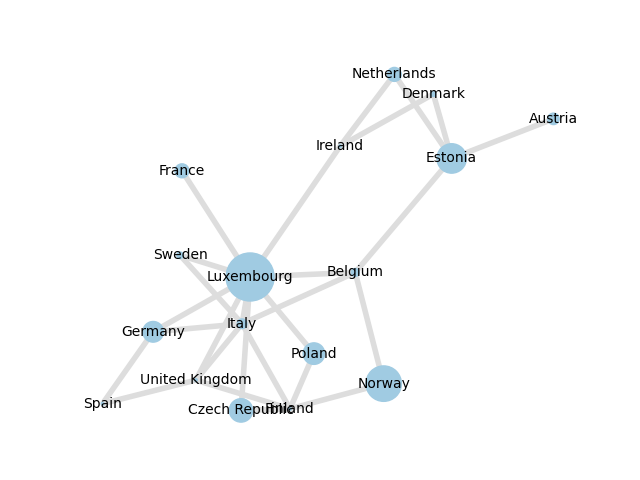 Netherlands
Denmark
Austria
Ireland
Estonia
France
Sweden
Belgium
Luxembourg
Italy
Germany
Poland
United Kingdom
Norway
Spain
Czech Republic
Finland